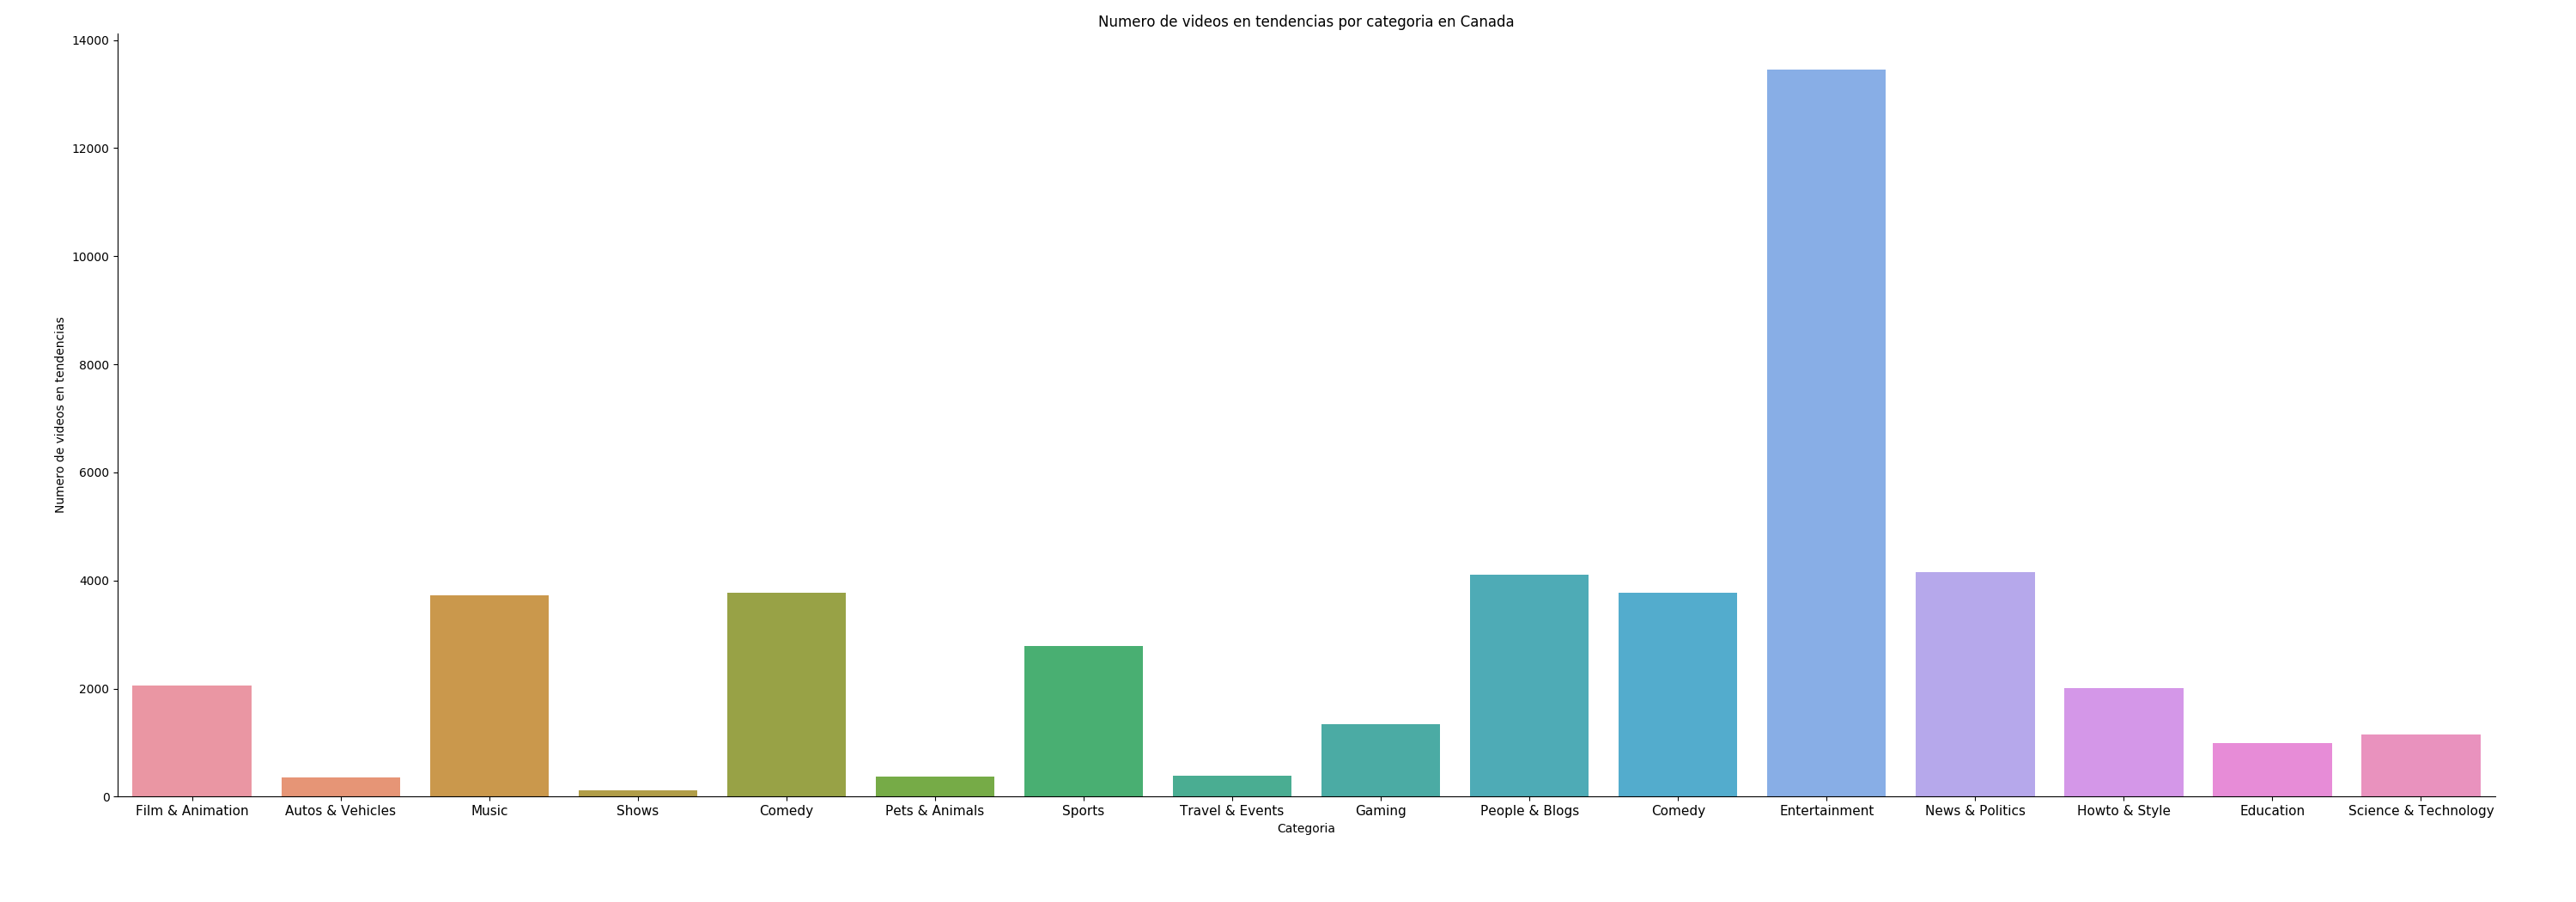 Numero de videos en tendencias por categoria en Canada
14000
12000
10000
8000
6000
4000
2000
0
Numero de videos en tendencias
Film & Animation Autos & Vehicles Music Shows Comedy Pets & Animals Sports Travel & Events Gaming People & Blogs Comedy Entertainment News & Politics Howto & Style Education Science & Technology
Categoria